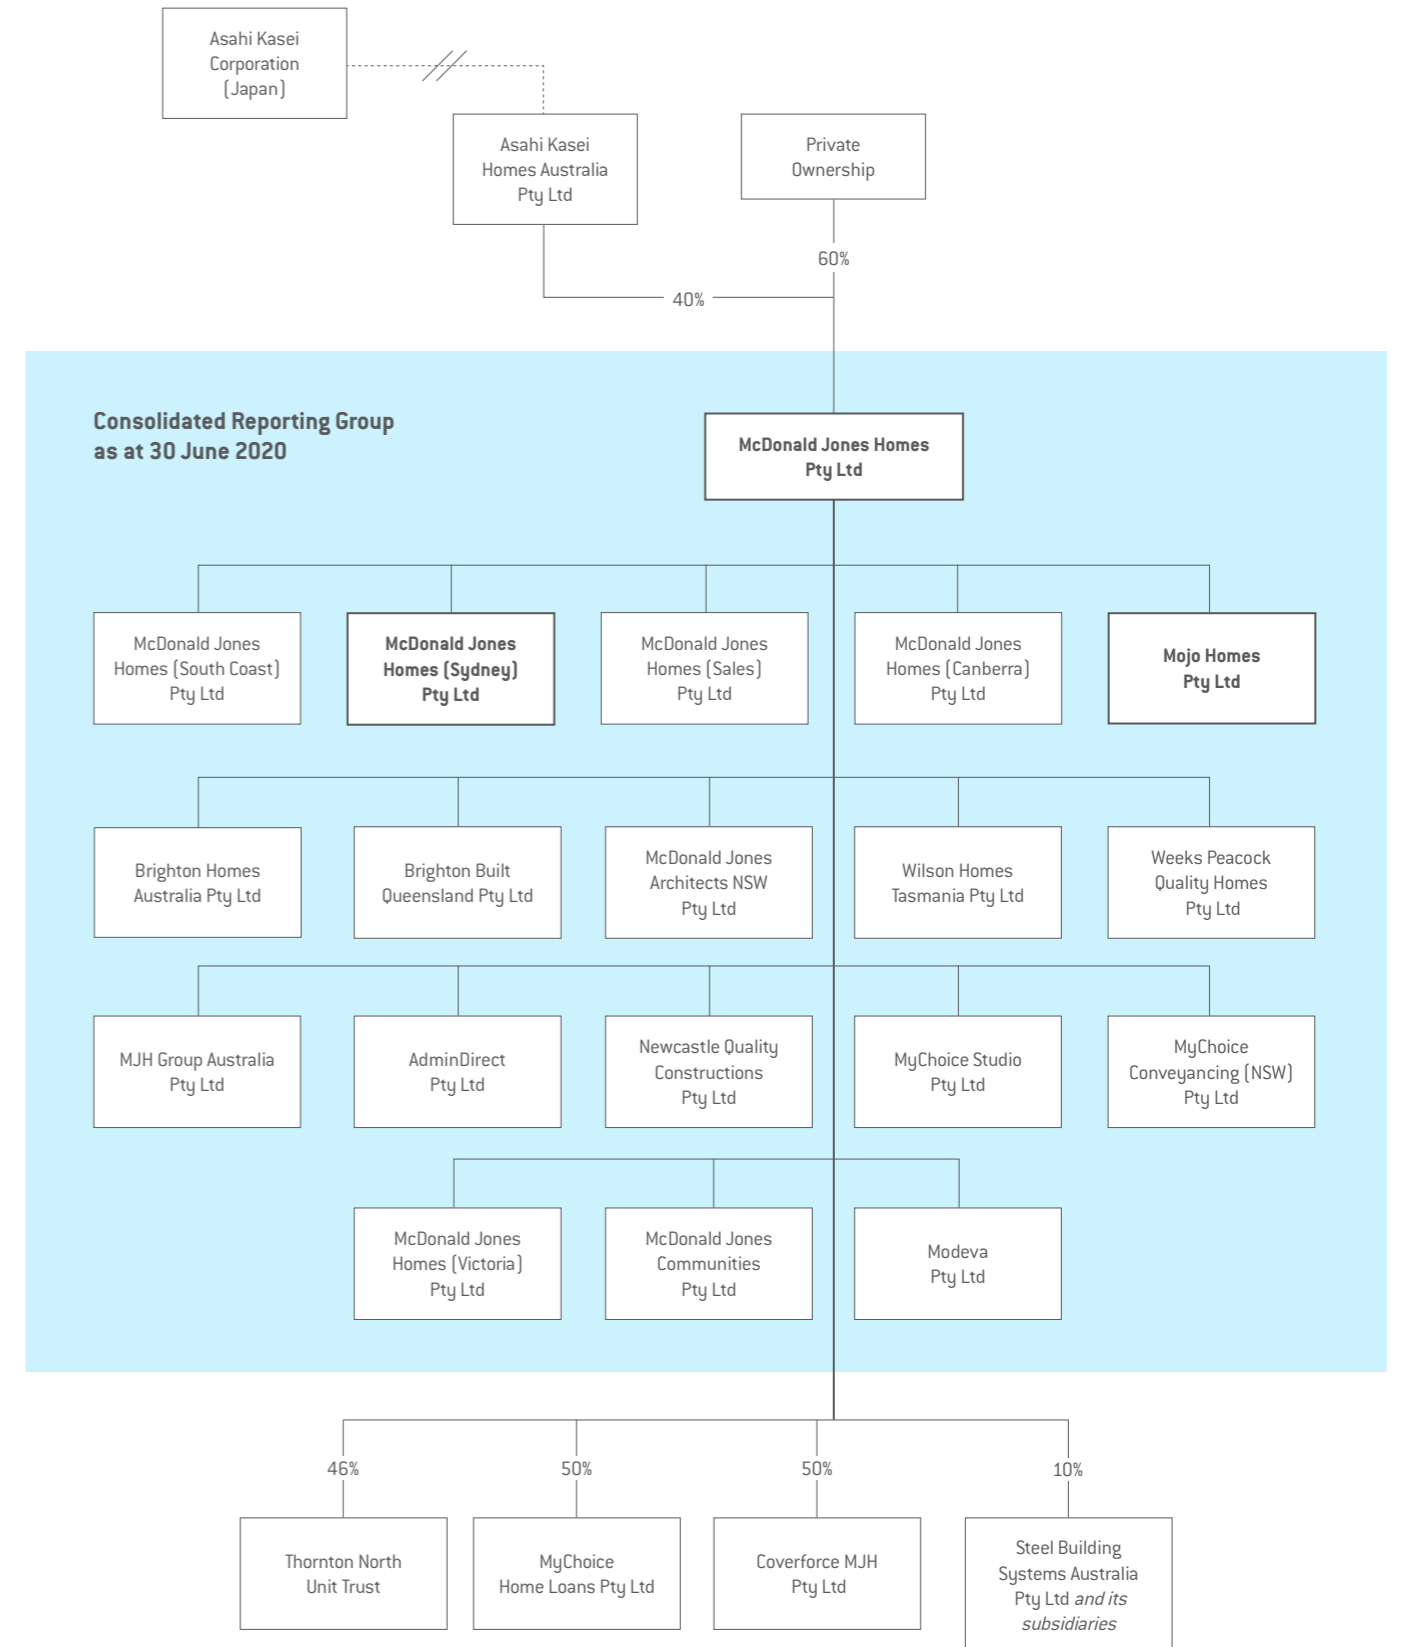 Asahi Kasei
Corporation
(Japan)
Asahi Kasei
Homes Australia
Pty Ltd
Private
Ownership
60%
40%
Consolidated Reporting Group
as at 30 June 2020
McDonald Jones Homes
Pty Ltd
McDonald Jones
Homes (South Coast)
Pty Ltd
McDonald Jones
Homes (Sydney)
Pty Ltd
McDonald Jones
Homes (Sales)
Pty Ltd
McDonald Jones
Homes (Canberra)
Pty Ltd
Mojo Homes
Pty Ltd
Brighton Homes
Australia Pty Ltd
Brighton Built
Queensland Pty Ltd
McDonald Jones
Architects NSW
Pty Ltd
Wilson Homes
Tasmania Pty Ltd
Weeks Peacock
Quality Homes
Pty Ltd
MJH Group Australia
Pty Ltd
AdminDirect
Pty Ltd
Newcastle Quality
Constructions
Pty Ltd
MyChoice Studio
Pty Ltd
MyChoice
Conveyancing (NSW)
Pty Ltd
McDonald Jones
Homes (Victoria)
Pty Ltd
McDonald Jones
Communities
Pty Ltd
Modeva
Pty Ltd
46%
50%
50%
10%
Thornton North
Unit Trust
MyChoice
Home Loans Pty Ltd
Coverforce MJH
Pty Ltd
Steel Building
Systems Australia
Pty Ltd and its
subsidiaries